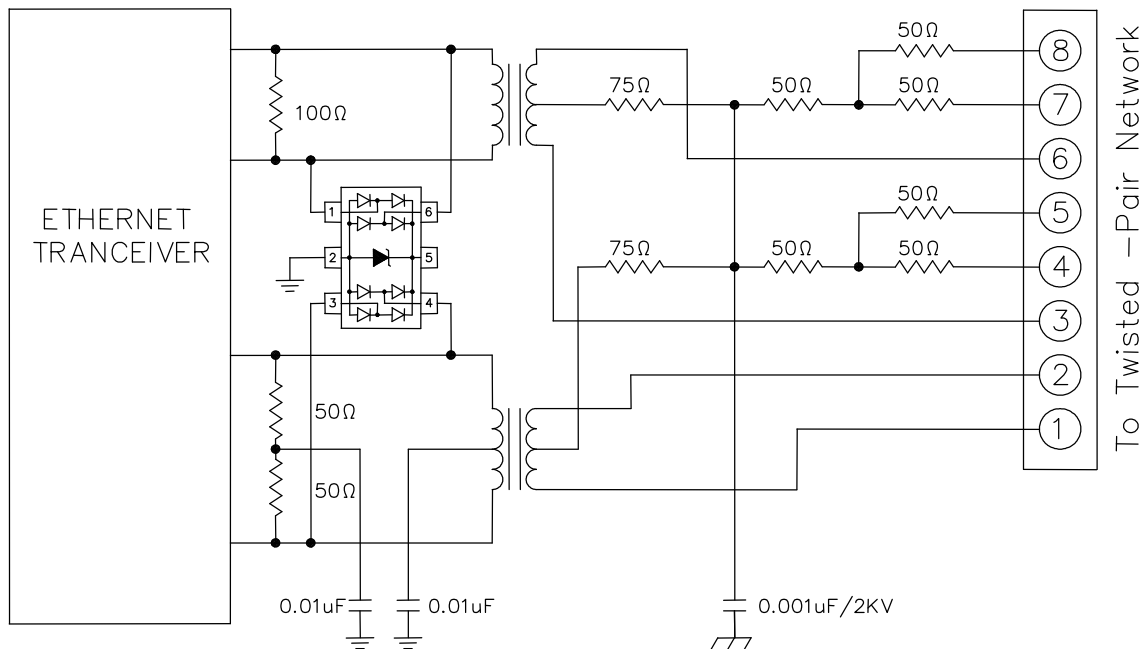 50Ω
8
75Ω
50Ω
50Ω
7
100Ω
6
ETHERNET
TRANCEIVER
1
6
50Ω
5
2
5
75Ω
50Ω
50Ω
4
3
4
3
2
50Ω
1
50Ω
0.01uF
0.01uF
0.001uF/2KV
To Twisted -Pair Network